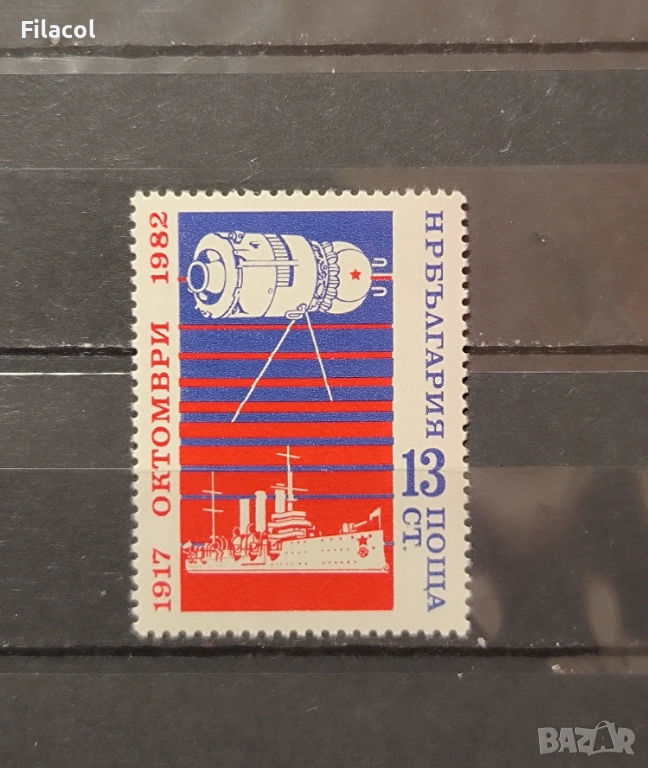 Filacol
1917 ОКТОМВРИ 1982
НР БЪЛГАРИЯ
13 ПОЩА
СТ.
BAZAR